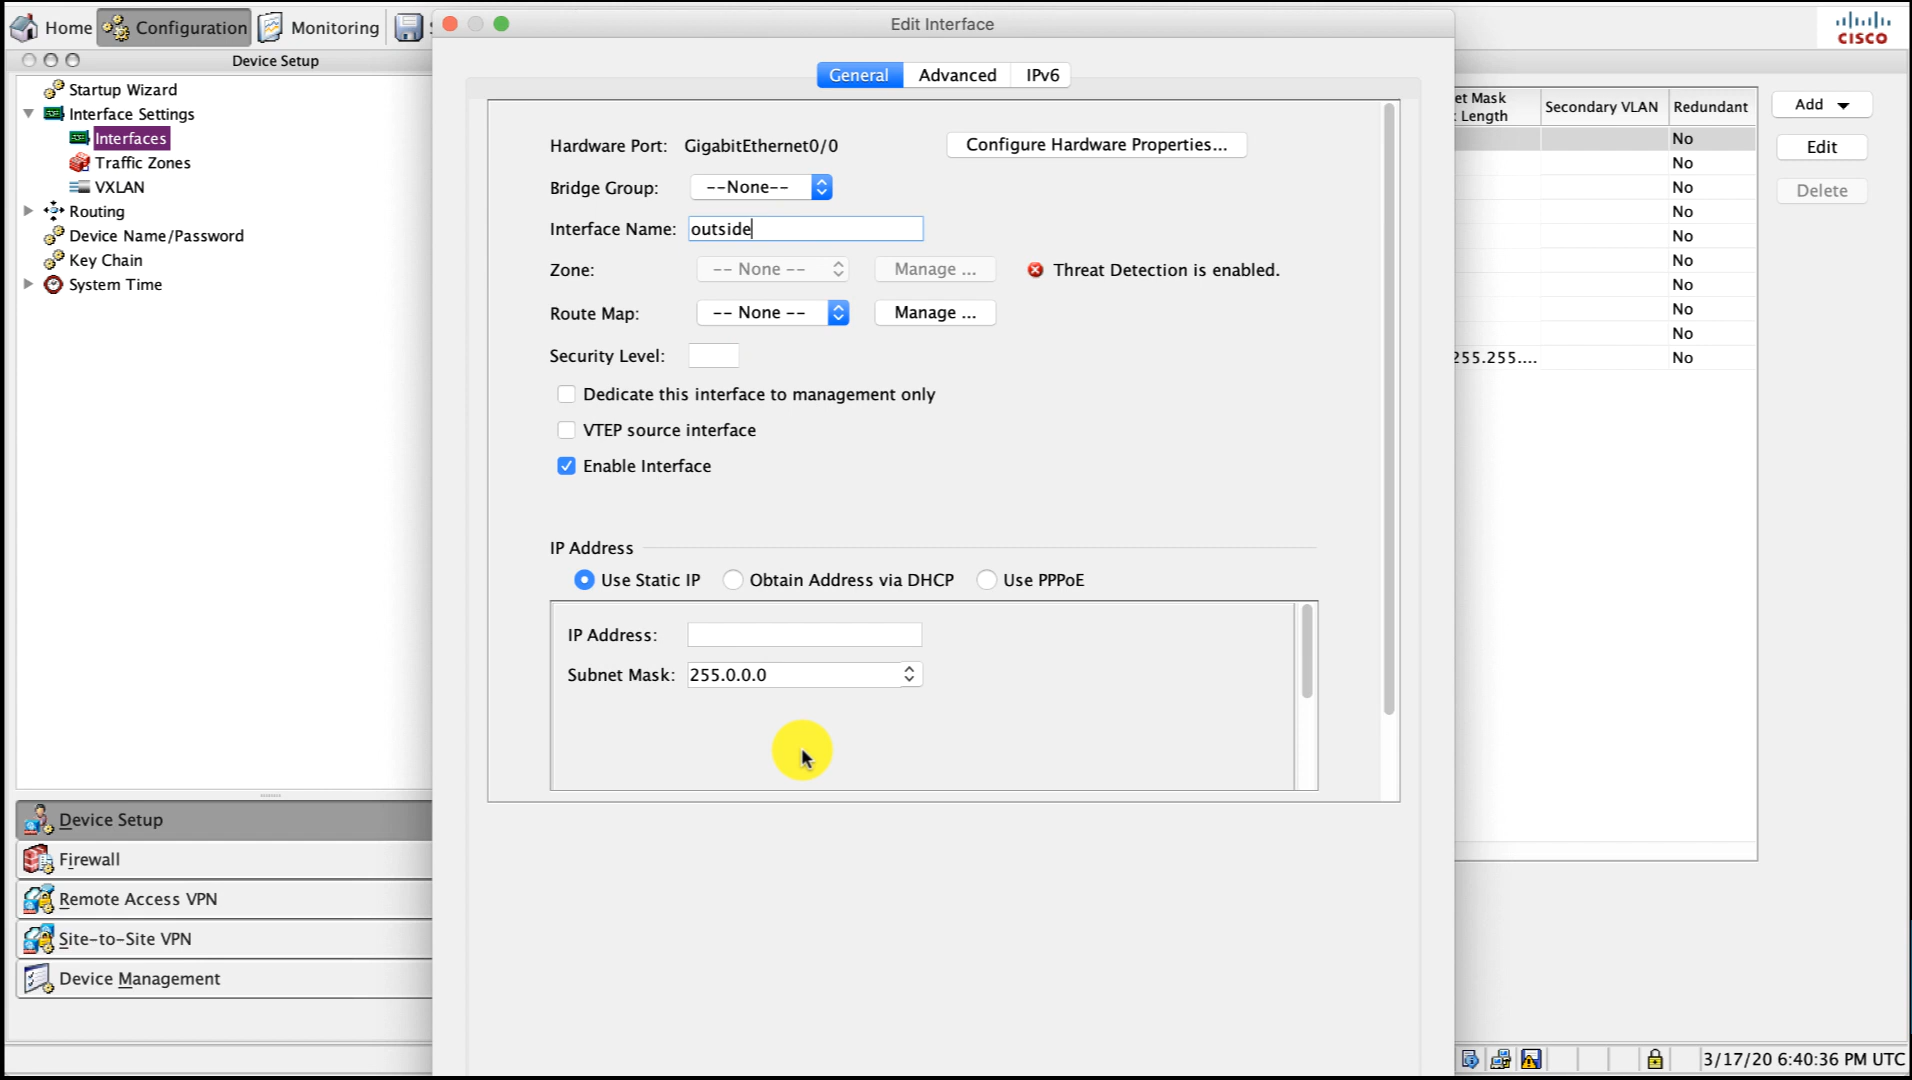 Home Configuration Monitoring S
Edit Interface
CISCO
Device Setup
Startup Wizard
Interface Settings
Interfaces
Traffic Zones
VXLAN
Routing
Device Name/Password
Key Chain
System Time
Device Setup
Firewall
Remote Access VPN
Site-to-Site VPN
Device Management
General Advanced IPv6
Hardware Port: GigabitEthernet0/0 Configure Hardware Properties...
Bridge Group: --None--
Interface Name: outside
Zone: -- None -- Manage ... Threat Detection is enabled.
Route Map: -- None -- Manage ...
Security Level:
Dedicate this interface to management only
VTEP source interface
Enable Interface
IP Address
Use Static IP Obtain Address via DHCP Use PPPoE
IP Address:
Subnet Mask: 255.0.0.0
et Mask
Length
Secondary VLAN Redundant
No
No
No
No
No
No
No
No
No
255.255.... No
Add
Edit
Delete
3/17/20 6:40:36 PM UTC